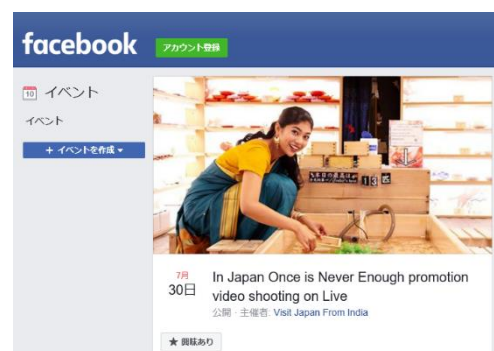 facebook
アカウント登録
10
イベント
イベント
+ イベントを作成
7月
30日
In Japan Once is Never Enough promotion
video shooting on Live
公開 · 主催者: Visit Japan From India
★ 興味あり